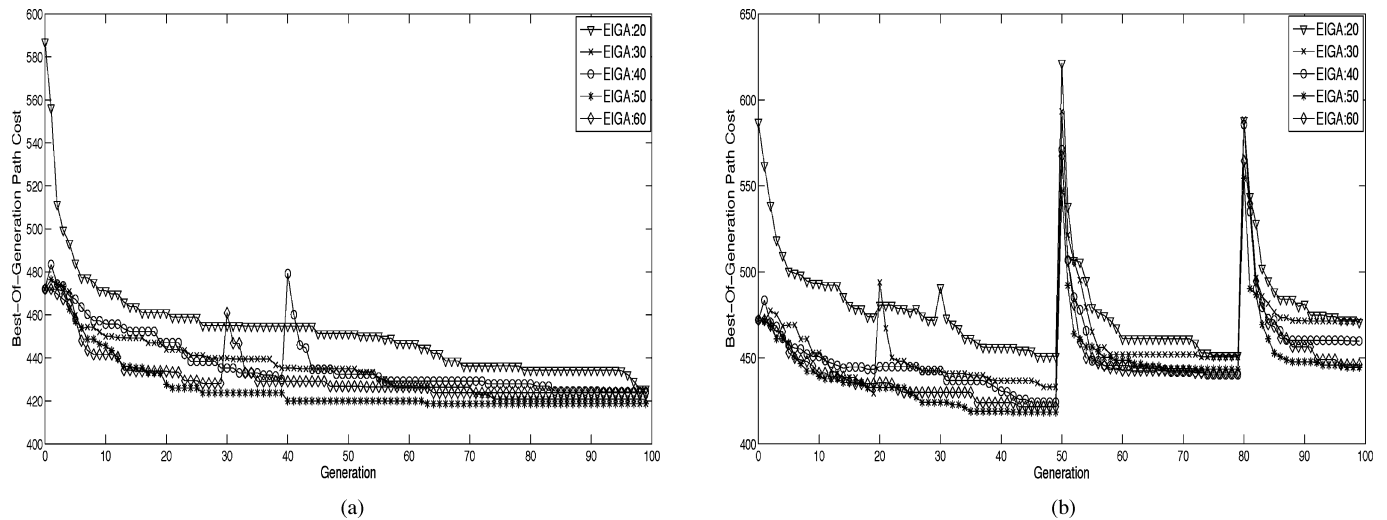 600
580
560
540
520
500
480
460
440
420
400
Best-Of-Generation Path Cost
0 10 20 30 40 50 60 70 80 90 100
Generation
EIGA:20
EIGA:30
EIGA:40
EIGA:50
EIGA:60
(a)
650
600
550
500
450
400
Best-Of-Generation Path Cost
0 10 20 30 40 50 60 70 80 90 100
Generation
EIGA:20
EIGA:30
EIGA:40
EIGA:50
EIGA:60
(b)